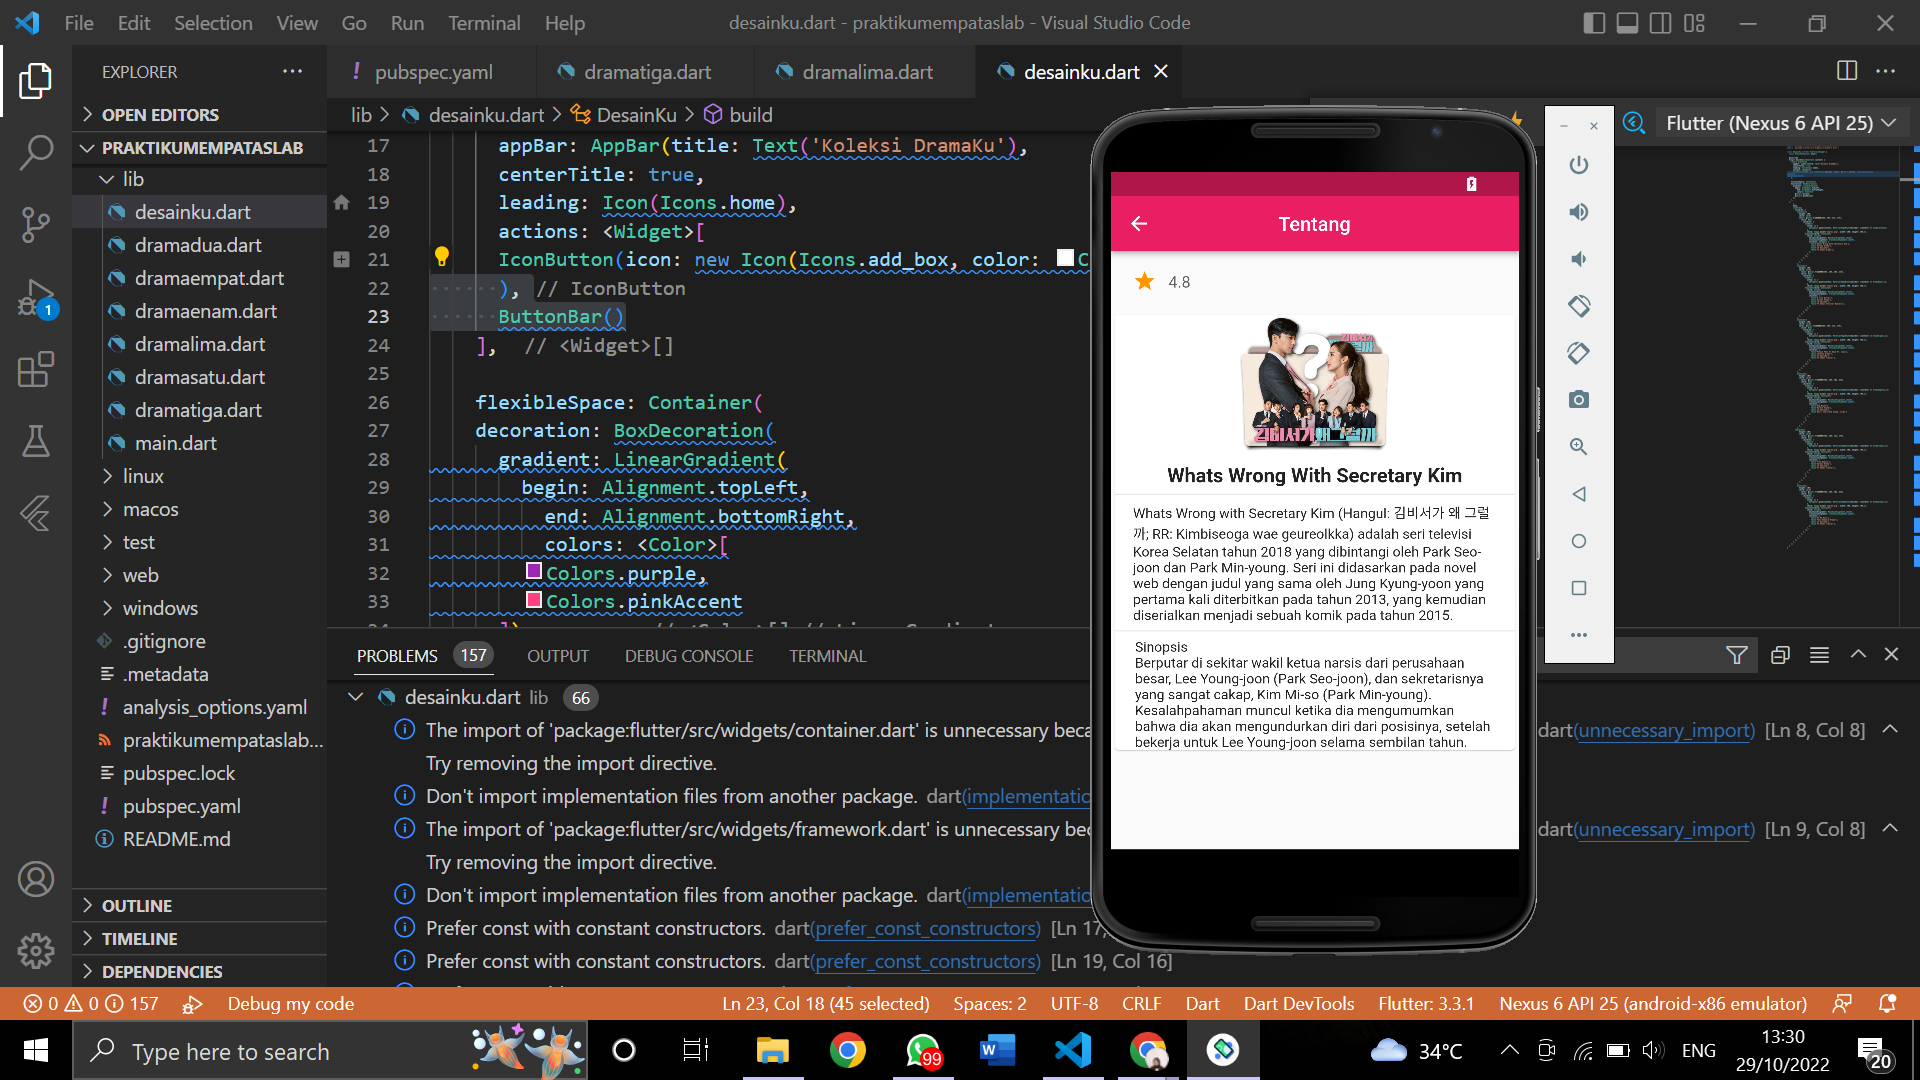 File Edit Selection View Go Run Terminal Help
desainku.dart - praktikumempataslab - Visual Studio Code
EXPLORER
OPEN EDITORS
PRAKTIKUMEMPATASLAB
lib
desainku.dart
dramadua.dart
dramaempat.dart
dramaenam.dart
dramalima.dart
dramasatu.dart
dramatiga.dart
main.dart
linux
macos
test
web
windows
.gitignore
.metadata
analysis_options.yaml
praktikumempataslab...
pubspec.lock
pubspec.yaml
README.md
OUTLINE
TIMELINE
DEPENDENCIES
1
pubspec.yaml dramatiga.dart dramalima.dart desainku.dart
lib > desainku.dart > DesainKu > build
17 appBar: AppBar(title: Text('Koleksi DramaKu'),
18 centerTitle: true,
19 leading: Icon(Icons.home),
20 actions: <Widget>[
21 IconButton(icon: new Icon(Icons.add_box, color: C
22 ), // IconButton
23 ButtonBar()
24 ], // <Widget>[]
25
26 flexibleSpace: Container(
27 decoration: BoxDecoration(
28 gradient: LinearGradient(
29 begin: Alignment.topLeft,
30 end: Alignment.bottomRight,
31 colors: <Color>[
32 Colors.purple,
33 Colors.pinkAccent
Flutter (Nexus 6 API 25)
Tentang
4.8
김비서가 왜 그럴까
Whats Wrong With Secretary Kim
Whats Wrong with Secretary Kim (Hangul: 김비서가 왜 그럴
까; RR: Kimbiseoga wae geureolkka) adalah seri televisi
Korea Selatan tahun 2018 yang dibintangi oleh Park Seo-
joon dan Park Min-young. Seri ini didasarkan pada novel
web dengan judul yang sama oleh Jung Kyung-yoon yang
pertama kali diterbitkan pada tahun 2013, yang kemudian
diserialkan menjadi sebuah komik pada tahun 2015.
Sinopsis
Berputar di sekitar wakil ketua narsis dari perusahaan
besar, Lee Young-joon (Park Seo-joon), dan sekretarisnya
yang sangat cakap, Kim Mi-so (Park Min-young).
Kesalahpahaman muncul ketika dia mengumumkan
bahwa dia akan mengundurkan diri dari posisinya, setelah
bekerja untuk Lee Young-joon selama sembilan tahun.
PROBLEMS 157 OUTPUT DEBUG CONSOLE TERMINAL
desainku.dart lib 66
The import of 'package:flutter/src/widgets/container.dart' is unnecessary beca dart(unnecessary_import) [Ln 8, Col 8]
Try removing the import directive.
Don't import implementation files from another package. dart(implementatio
The import of 'package:flutter/src/widgets/framework.dart' is unnecessary bec dart(unnecessary_import) [Ln 9, Col 8]
Try removing the import directive.
Don't import implementation files from another package. dart(implementatio
Prefer const with constant constructors. dart(prefer_const_constructors) [Ln 17,
Prefer const with constant constructors. dart(prefer_const_constructors) [Ln 19, Col 16]
0 0 157 Debug my code Ln 23, Col 18 (45 selected) Spaces: 2 UTF-8 CRLF Dart Dart DevTools Flutter: 3.3.1 Nexus 6 API 25 (android-x86 emulator)
Type here to search
99
34°C
ENG
13:30
29/10/2022
20